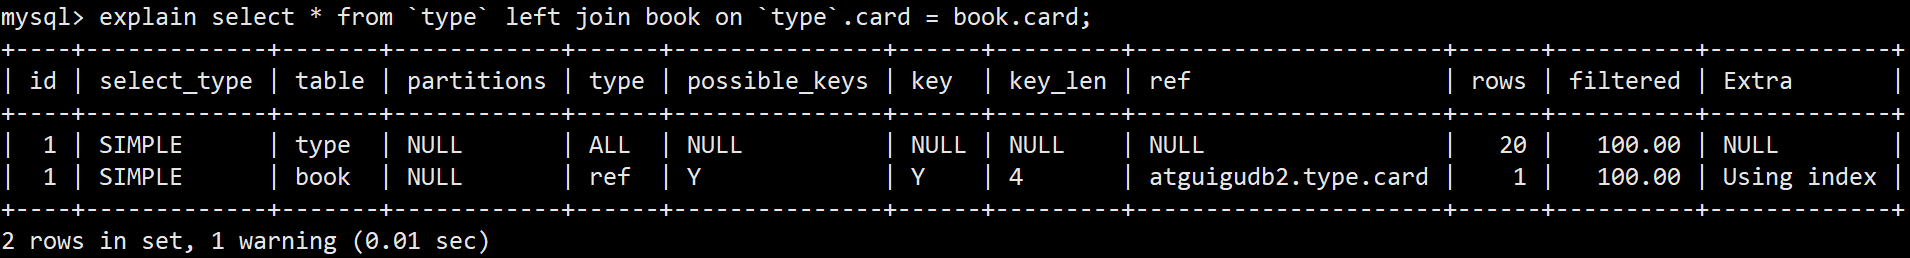 mysql> explain select * from `type` left join book on `type`.card = book.card;
+----+-------------+-------+------------+------+---------------+------+---------+----------------------+------+----------+-------------+
| id | select_type | table | partitions | type | possible_keys | key  | key_len | ref                  | rows | filtered | Extra       |
+----+-------------+-------+------------+------+---------------+------+---------+----------------------+------+----------+-------------+
|  1 | SIMPLE      | type  | NULL       | ALL  | NULL          | NULL | NULL    | NULL                 |   20 |   100.00 | NULL        |
|  1 | SIMPLE      | book  | NULL       | ref  | Y             | Y    | 4       | atguigudb2.type.card |    1 |   100.00 | Using index |
+----+-------------+-------+------------+------+---------------+------+---------+----------------------+------+----------+-------------+
2 rows in set, 1 warning (0.01 sec)